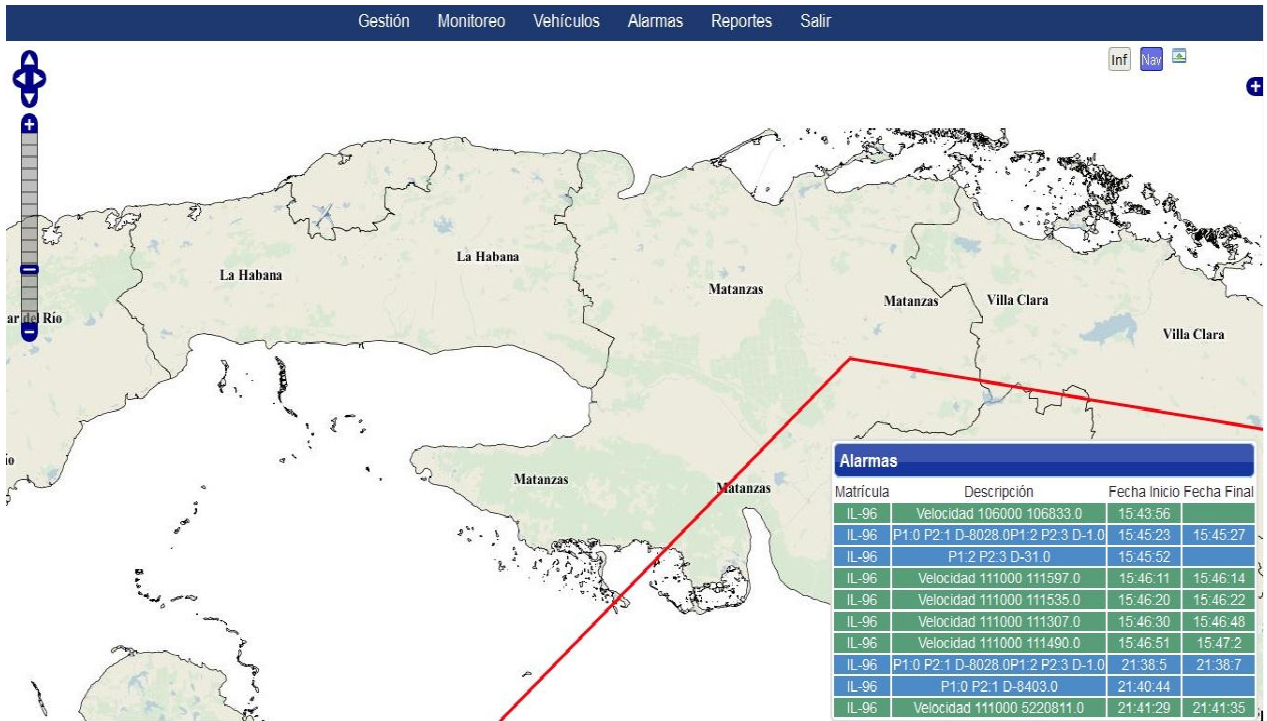 Gestión Monitoreo Vehículos Alarmas Reportes Salir
Inf Nav
La Habana
La Habana
Matanzas
Matanzas
Villa Clara
ar del Río
Villa Clara
io
Matanzas
Matanzas
Alarmas
Matrícula Descripción Fecha Inicio Fecha Final
IL-96 Velocidad 106000 106833.0 15:43:56
IL-96 P1:0 P2:1 D-8028.0P1:2 P2:3 D-1.0 15:45:23 15:45:27
IL-96 P1:2 P2:3 D-31.0 15:45:52
IL-96 Velocidad 111000 111597.0 15:46:11 15:46:14
IL-96 Velocidad 111000 111535.0 15:46:20 15:46:22
IL-96 Velocidad 111000 111307.0 15:46:30 15:46:48
IL-96 Velocidad 111000 111490.0 15:46:51 15:47:2
IL-96 P1:0 P2:1 D-8028.0P1:2 P2:3 D-1.0 21:38:5 21:38:7
IL-96 P1:0 P2:1 D-8403.0 21:40:44
IL-96 Velocidad 111000 5220811.0 21:41:29 21:41:35